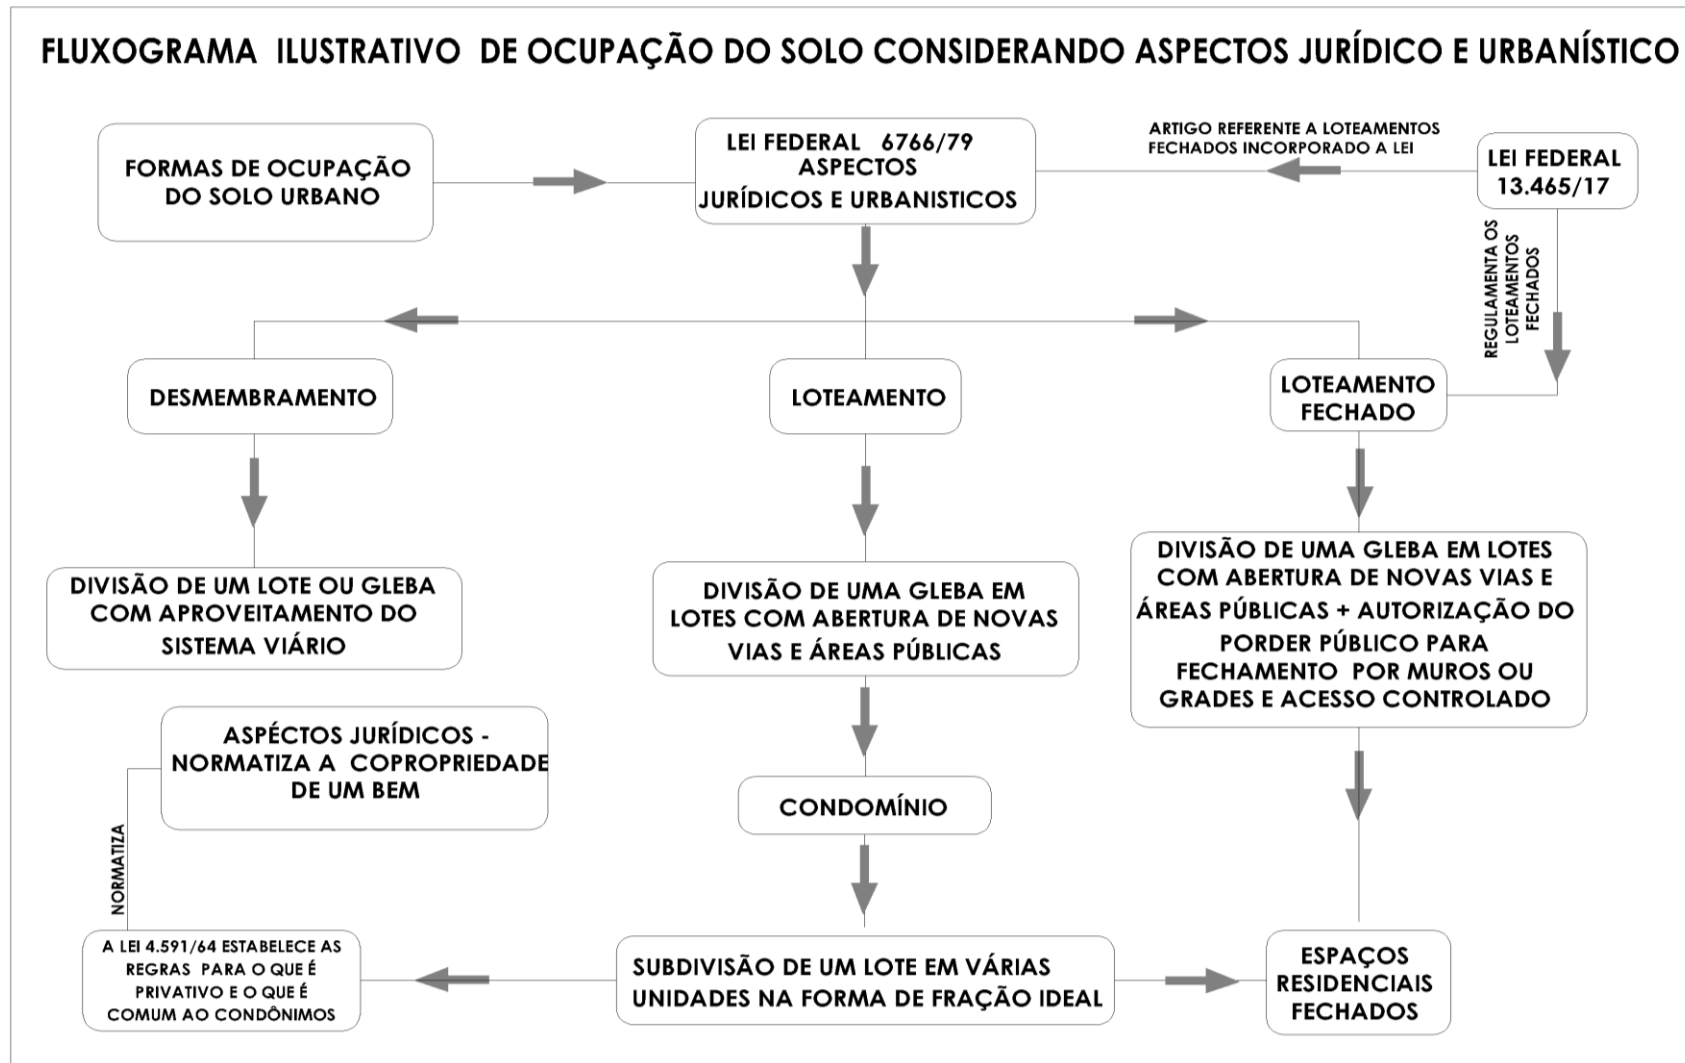 FLUXOGRAMA ILUSTRATIVO DE OCUPAÇÃO DO SOLO CONSIDERANDO ASPECTOS JURÍDICO E URBANÍSTICO
FORMAS DE OCUPAÇÃO
DO SOLO URBANO
LEI FEDERAL 6766/79
ASPECTOS
JURÍDICOS E URBANISTICOS
ARTIGO REFERENTE A LOTEAMENTOS
FECHADOS INCORPORADO A LEI
LEI FEDERAL
13.465/17
REGULAMENTA OS
LOTEAMENTOS
FECHADOS
DESMEMBRAMENTO
LOTEAMENTO
LOTEAMENTO
FECHADO
DIVISÃO DE UM LOTE OU GLEBA
COM APROVEITAMENTO DO
SISTEMA VIÁRIO
DIVISÃO DE UMA GLEBA EM
LOTES COM ABERTURA DE NOVAS
VIAS E ÁREAS PÚBLICAS
DIVISÃO DE UMA GLEBA EM LOTES
COM ABERTURA DE NOVAS VIAS E
ÁREAS PÚBLICAS + AUTORIZAÇÃO DO
PORDER PÚBLICO PARA
FECHAMENTO POR MUROS OU
GRADES E ACESSO CONTROLADO
ASPÉCTOS JURÍDICOS -
NORMATIZA A COPROPRIEDADE
DE UM BEM
CONDOMÍNIO
NORMATIZA
A LEI 4.591/64 ESTABELECE AS
REGRAS PARA O QUE É
PRIVATIVO E O QUE É
COMUM AO CONDÔNIMOS
SUBDIVISÃO DE UM LOTE EM VÁRIAS
UNIDADES NA FORMA DE FRAÇÃO IDEAL
ESPAÇOS
RESIDENCIAIS
FECHADOS